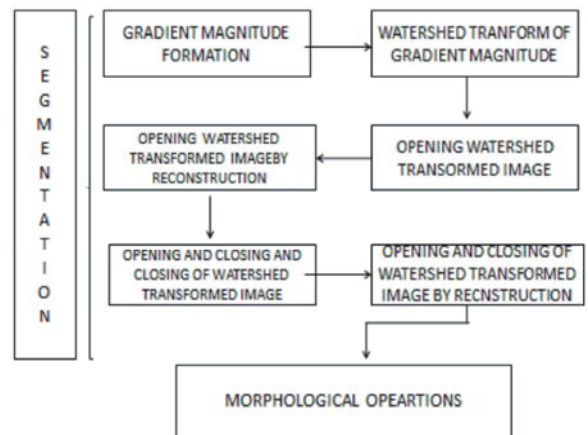 SEGMENTATION
GRADIENT MAGNITUDE
FORMATION
WATERSHED TRANFORM OF
GRADIENT MAGNITUDE
OPENING WATERSHED
TRANSORMED IMAGE
OPENING WATERSHED
TRANSFORMED IMAGEBY
RECONSTRUCTION
OPENING AND CLOSING AND
CLOSING OF WATERSHED
TRANSFORMED IMAGE
OPENING AND CLOSING OF
WATERSHED TRANSFORMED
IMAGE BY RECNSTRUCTION
MORPHOLOGICAL OPEARTIONS